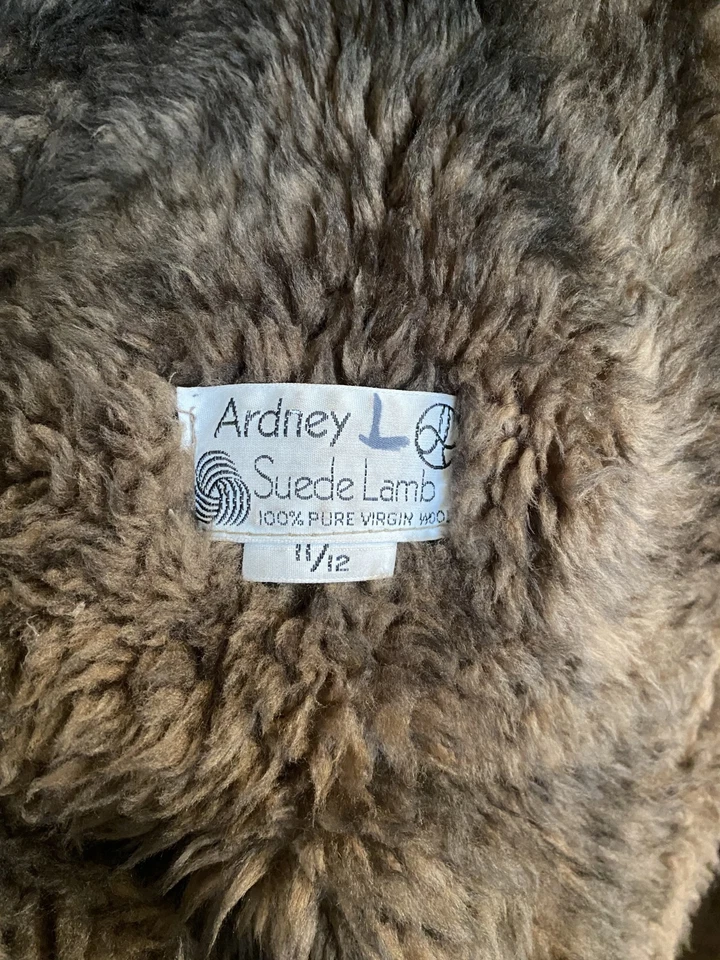 Ardney L
Suede Lamb
100% PURE VIRGIN WOOL
11/12